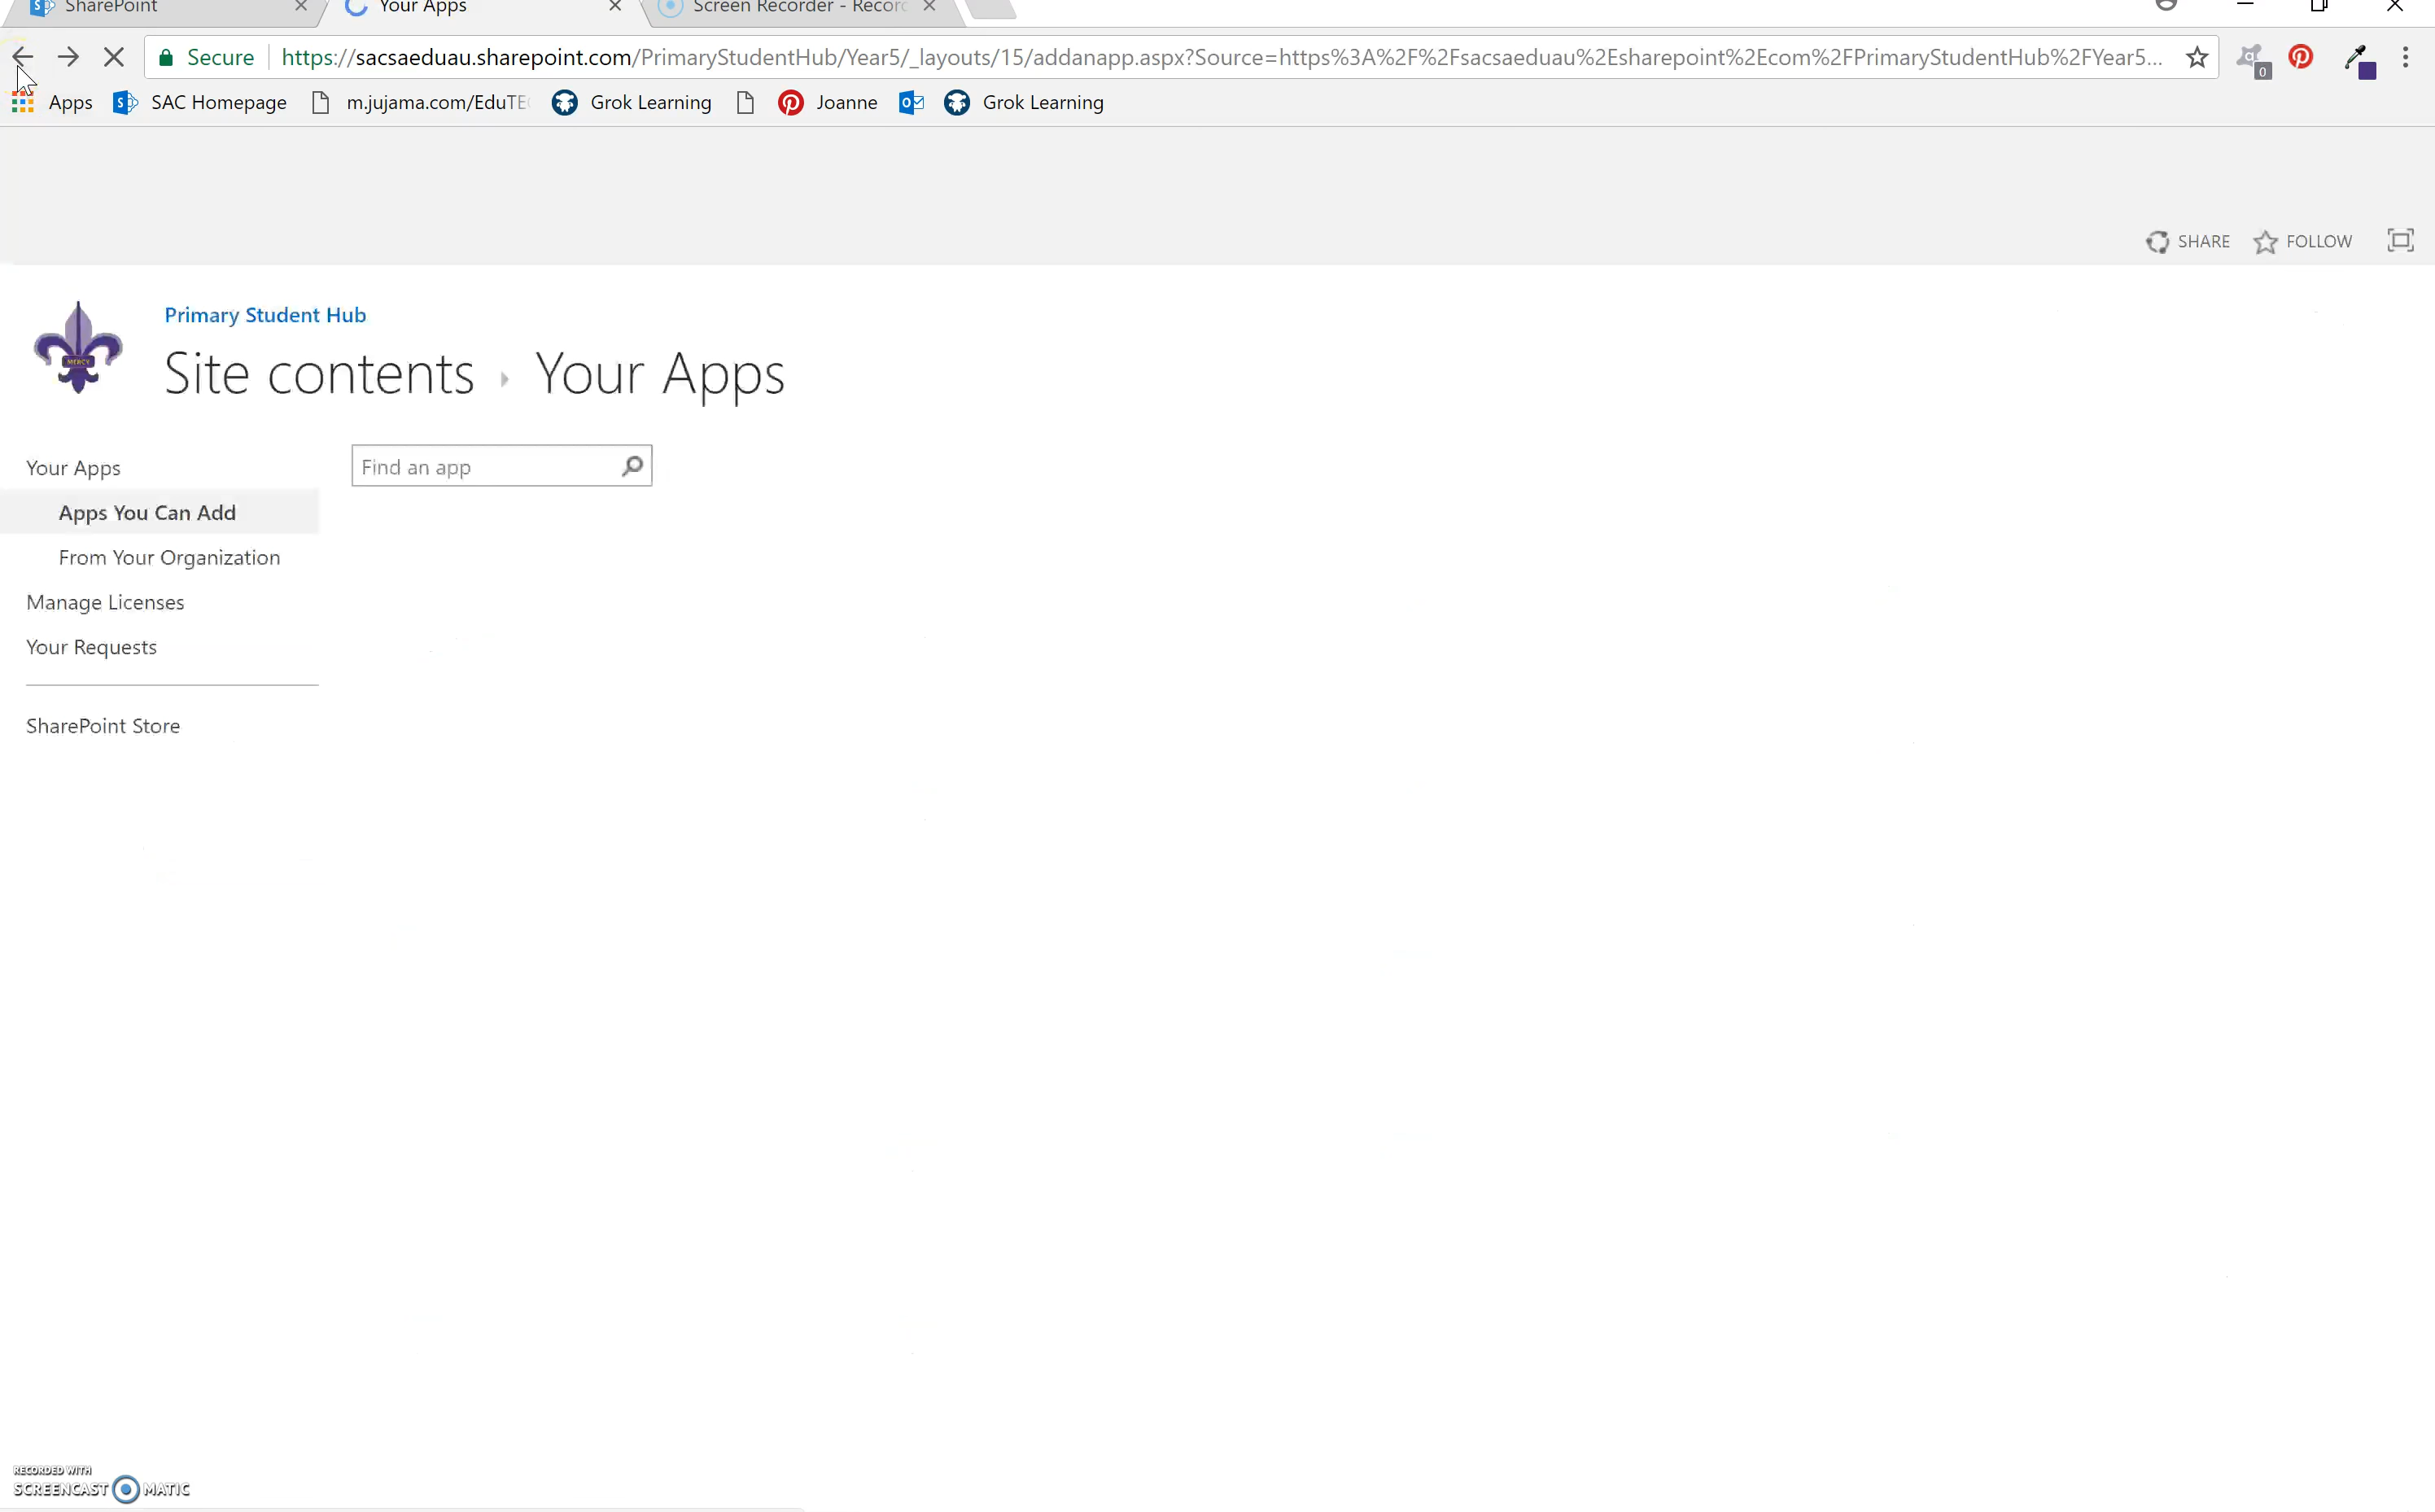 SharePoint
Your Apps
Screen Recorder - Recor
Secure https://sacsaeduau.sharepoint.com/PrimaryStudentHub/Year5/_layouts/15/addanapp.aspx?Source=https%3A%2F%2Fsacsaeduau%2Esharepoint%2Ecom%2FPrimaryStudentHub%2FYear5...
0
Apps SAC Homepage m.jujama.com/EduTE Grok Learning Joanne Grok Learning
SHARE FOLLOW
MERCY
Primary Student Hub
Site contents Your Apps
Your Apps
Find an app
Apps You Can Add
From Your Organization
Manage Licenses
Your Requests
SharePoint Store
RECORDED WITH
SCREENCAST MATIC